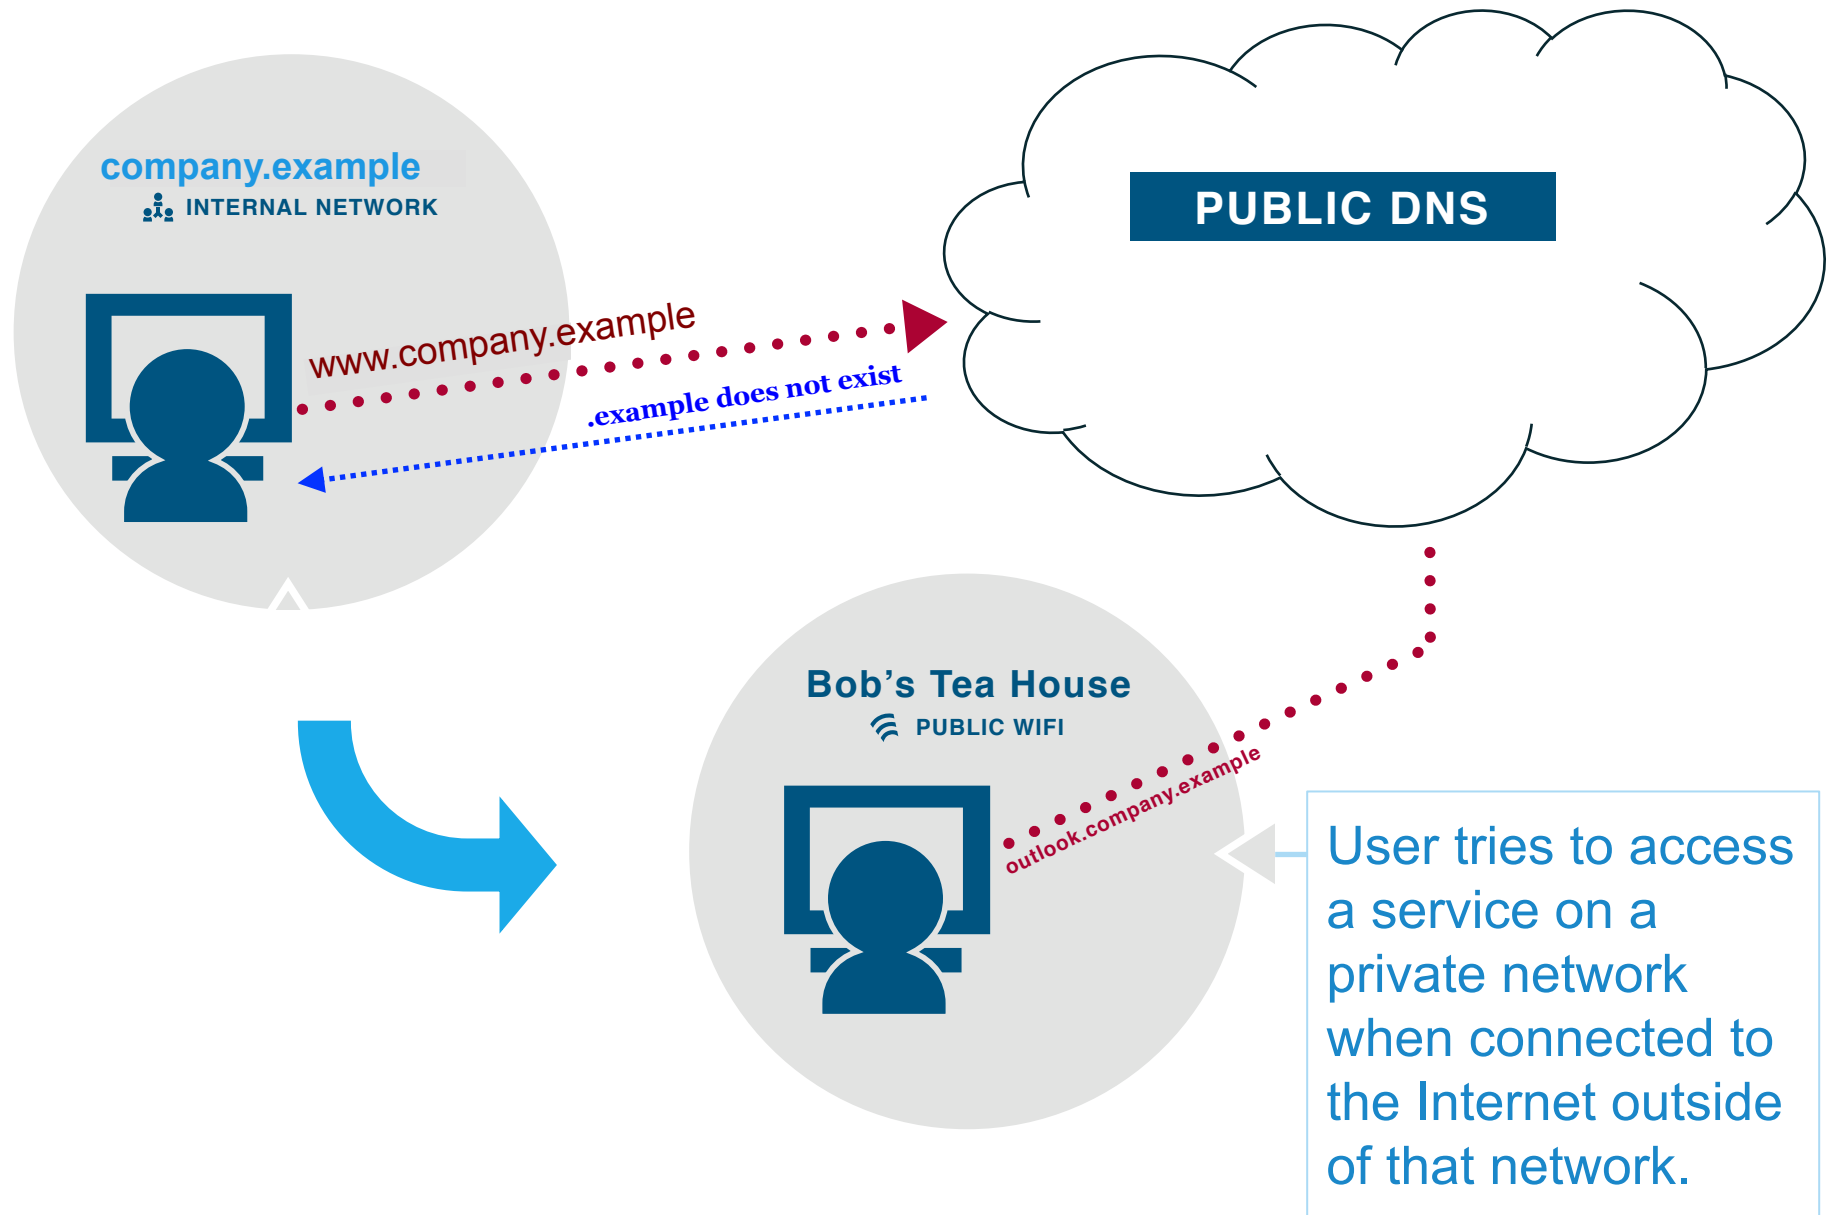 company.example
INTERNAL NETWORK
PUBLIC DNS
www.company.example
.example does not exist
Bob’s Tea House
PUBLIC WIFI
outlook.company.example
User tries to access
a service on a
private network
when connected to
the Internet outside
of that network.